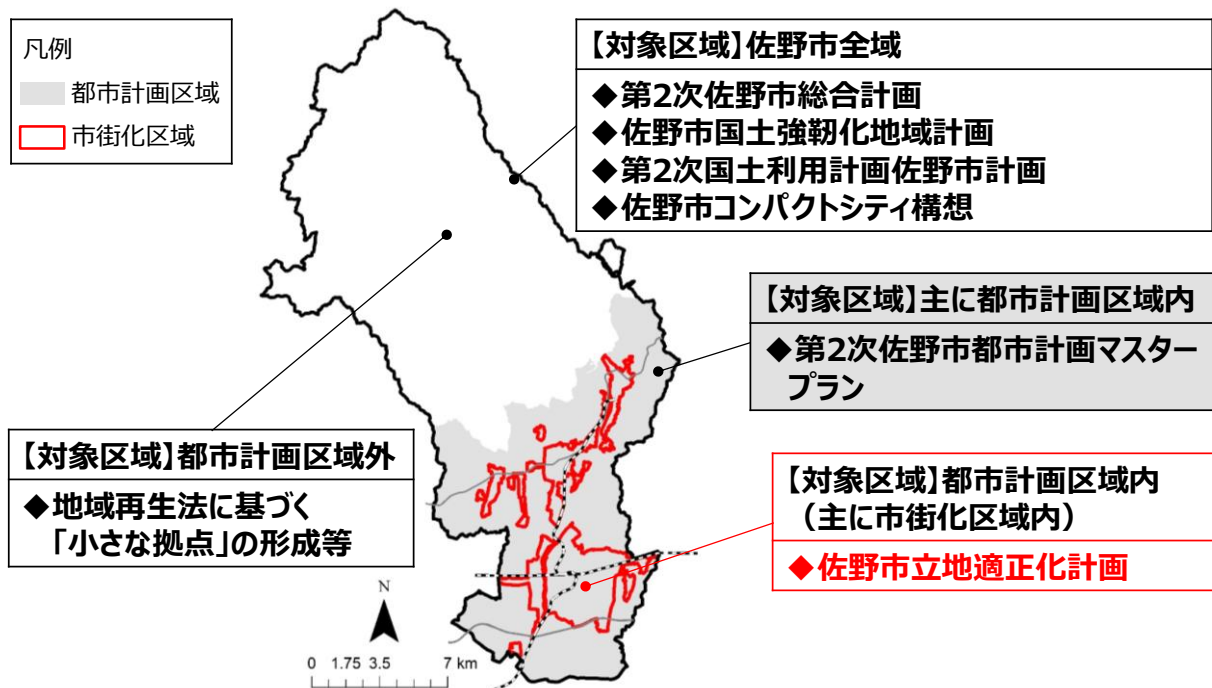 凡例
都市計画区域
市街化区域
【対象区域】佐野市全域
◆第2次佐野市総合計画
◆佐野市国土強靭化地域計画
◆第2次国土利用計画佐野市計画
◆佐野市コンパクトシティ構想
【対象区域】主に都市計画区域内
◆第2次佐野市都市計画マスター
プラン
【対象区域】都市計画区域外
◆地域再生法に基づく
「小さな拠点」の形成等
【対象区域】都市計画区域内
（主に市街化区域内）
◆佐野市立地適正化計画
N
0 1.75 3.5 7 km